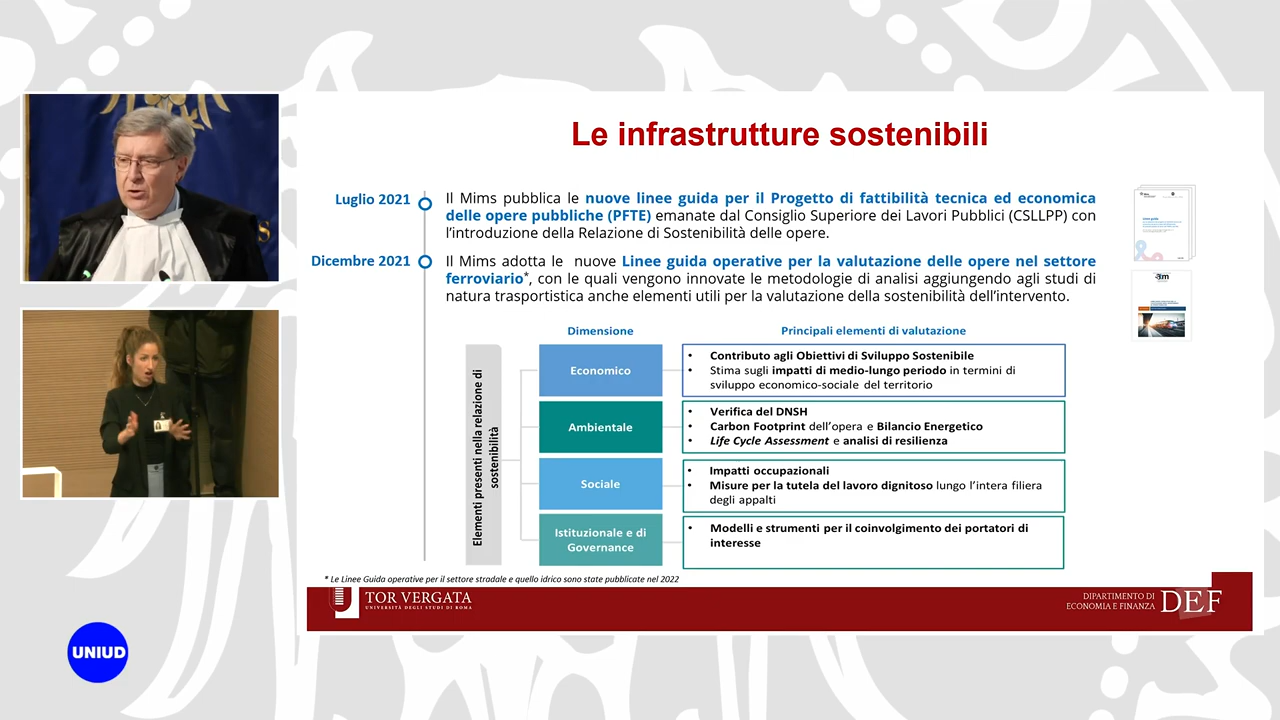 Le infrastrutture sostenibili
Luglio 2021
Il Mims pubblica le nuove linee guida per il Progetto di fattibilità tecnica ed economica
delle opere pubbliche (PFTE) emanate dal Consiglio Superiore dei Lavori Pubblici (CSLLPP) con
l'introduzione della Relazione di Sostenibilità delle opere.
Dicembre 2021
Il Mims adotta le nuove Linee guida operative per la valutazione delle opere nel settore
ferroviario*, con le quali vengono innovate le metodologie di analisi aggiungendo agli studi di
natura trasportistica anche elementi utili per la valutazione della sostenibilità dell'intervento.
Dimensione
Principali elementi di valutazione
Elementi presenti nella relazione di
sostenibilità
Economico
• Contributo agli Obiettivi di Sviluppo Sostenibile
• Stima sugli impatti di medio-lungo periodo in termini di
sviluppo economico-sociale del territorio
Ambientale
• Verifica del DNSH
• Carbon Footprint dell'opera e Bilancio Energetico
• Life Cycle Assessment e analisi di resilienza
Sociale
• Impatti occupazionali
• Misure per la tutela del lavoro dignitoso lungo l'intera filiera
degli appalti
Istituzionale e di
Governance
• Modelli e strumenti per il coinvolgimento dei portatori di
interesse
* Le Linee Guida operative per il settore stradale e quello idrico sono state pubblicate nel 2022
TOR VERGATA
UNIVERSITÀ DEGLI STUDI DI ROMA
DIPARTIMENTO DI
ECONOMIA E FINANZA
DEF
UNIUD